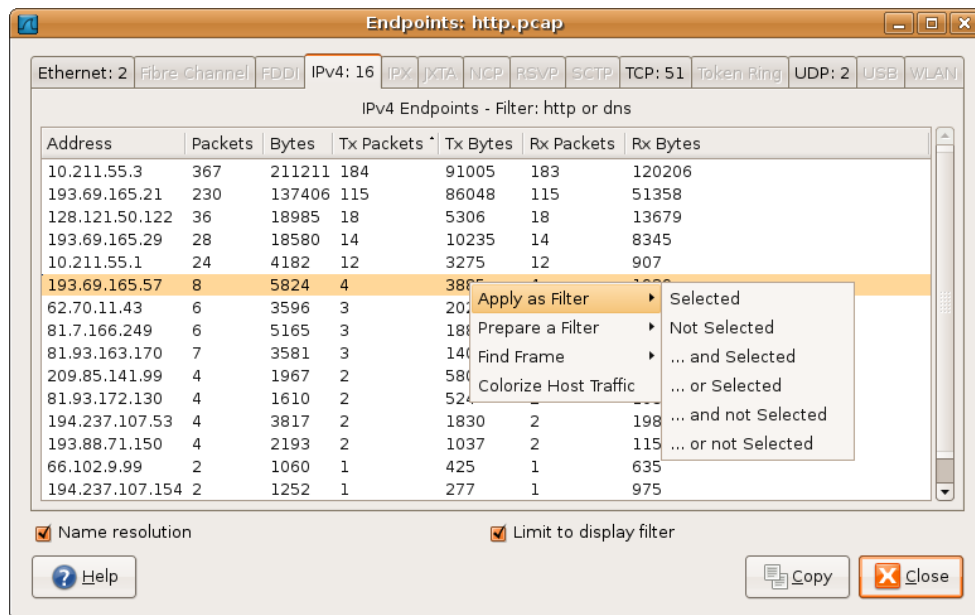 Endpoints: http.pcap
Ethernet: 2 Fibre Channel FDDI IPv4: 16 IPX JXTA NCP RSVP SCTP TCP: 51 Token Ring UDP: 2 USB WLAN
IPv4 Endpoints - Filter: http or dns
Address Packets Bytes Tx Packets Tx Bytes Rx Packets Rx Bytes
10.211.55.3 367 211211 184 91005 183 120206
193.69.165.21 230 137406 115 86048 115 51358
128.121.50.122 36 18985 18 5306 18 13679
193.69.165.29 28 18580 14 10235 14 8345
10.211.55.1 24 4182 12 3275 12 907
193.69.165.57 8 5824 4
62.70.11.43 6 3596 3
81.7.166.249 6 5165 3
81.93.163.170 7 3581 3
209.85.141.99 4 1967 2
81.93.172.130 4 1610 2
194.237.107.53 4 3817 2 1830 2
193.88.71.150 4 2193 2 1037 2
66.102.9.99 2 1060 1 425 1 635
194.237.107.154 2 1252 1 277 1 975
Apply as Filter
Prepare a Filter
Find Frame
Colorize Host Traffic
Selected
Not Selected
... and Selected
... or Selected
... and not Selected
... or not Selected
Name resolution
Limit to display filter
Help
Copy
Close